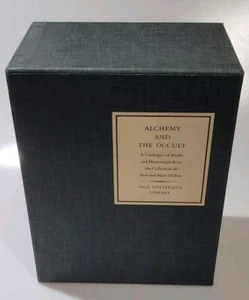 ALCHEMY
AND
THE OCCULT
A Catalogue of Books
and Manuscripts from
the Collection of
Paul and Mary Mellon
YALE UNIVERSITY
LIBRARY